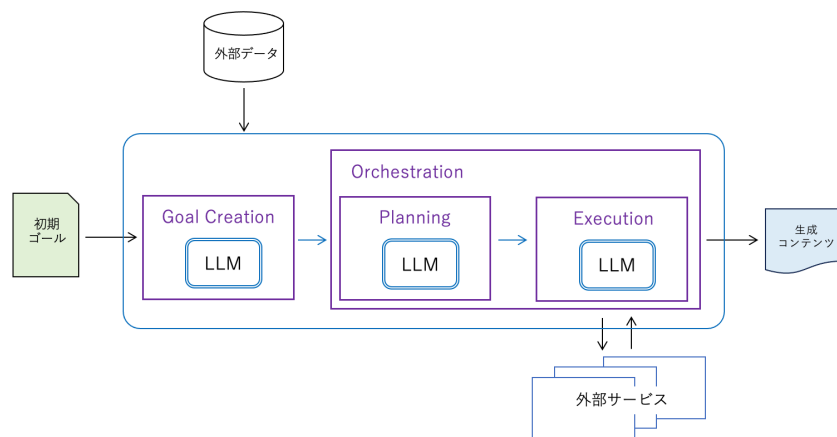 外部データ
Orchestration
初期
ゴール
Goal Creation
LLM
Planning
LLM
Execution
LLM
生成
コンテンツ
外部サービス